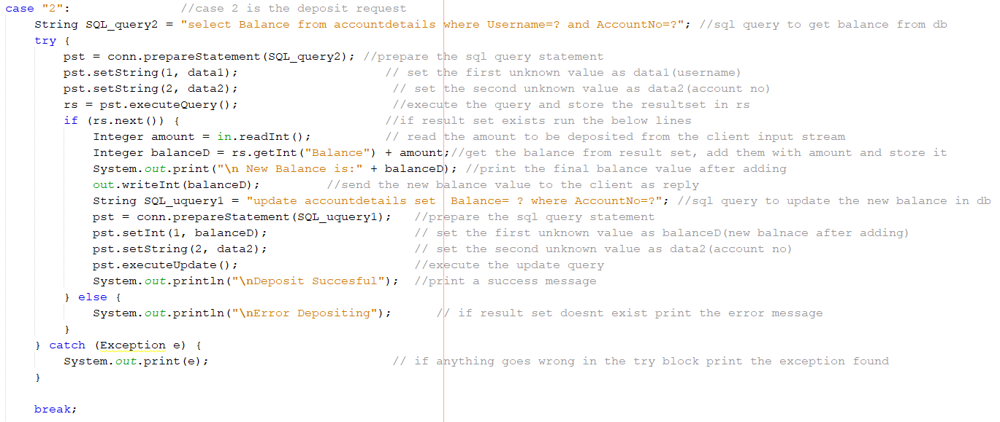 case "2": //case 2 is the deposit request
String SQL_query2 = "select Balance from accountdetails where Username=? and AccountNo=?"; //sql query to get balance from db
try {
pst = conn.prepareStatement(SQL_query2); //prepare the sql query statement
pst.setString(1, data1); // set the first unknown value as data1(username)
pst.setString(2, data2); // set the second unknown value as data2(account no)
rs = pst.executeQuery(); //execute the query and store the resultset in rs
if (rs.next()) { //if result set exists run the below lines
Integer amount = in.readInt(); // read the amount to be deposited from the client input stream
Integer balanceD = rs.getInt("Balance") + amount;//get the balance from result set, add them with amount and store it
System.out.print("\n New Balance is:" + balanceD); //print the final balance value after adding
out.writeInt(balanceD); //send the new balance value to the client as reply
String SQL_uquery1 = "update accountdetails set  Balance= ? where AccountNo=?"; //sql query to update the new balance in db
pst = conn.prepareStatement(SQL_uquery1); //prepare the sql query statement
pst.setInt(1, balanceD); // set the first unknown value as balanceD(new balnace after adding)
pst.setString(2, data2); // set the second unknown value as data2(account no)
pst.executeUpdate(); //execute the update query
System.out.println("\nDeposit Succesful"); //print a success message
} else {
System.out.println("\nError Depositing"); // if result set doesnt exist print the error message
}
} catch (Exception e) {
System.out.print(e); // if anything goes wrong in the try block print the exception found
}
break;